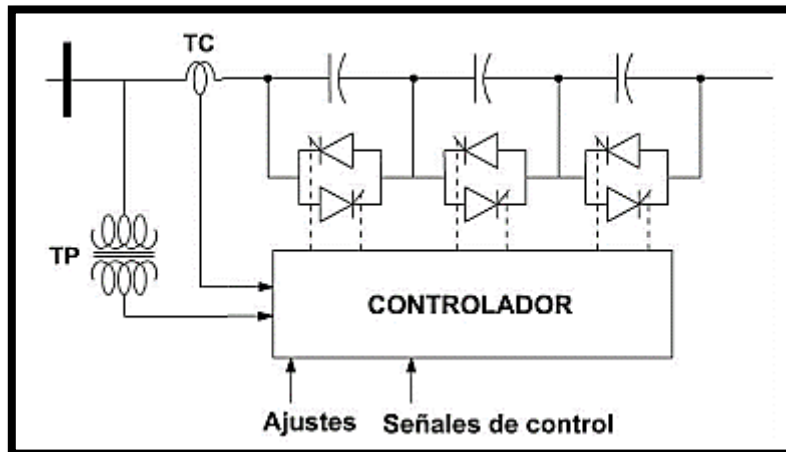 TC
TP
CONTROLADOR
Ajustes
Señales de control